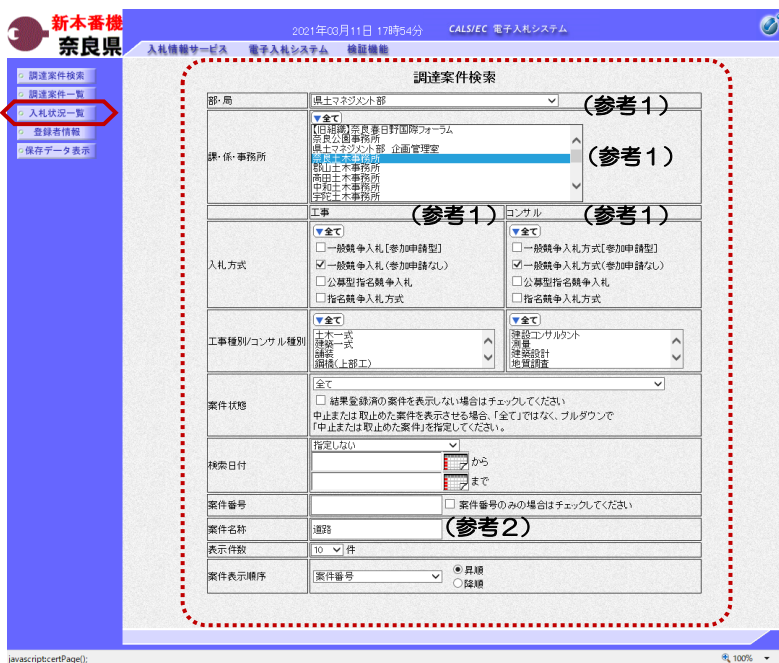 新本番機
奈良県
2021年03月11日 17時54分 CALS/EC 電子入札システム
入札情報サービス 電子入札システム 検証機能
調達案件検索
調達案件一覧
入札状況一覧
登録者情報
保存データ表示
調達案件検索
部・局 県土マネジメント部 （参考１）
課・係・事務所
▼全て
【旧組織】奈良春日野国際フォーラム
奈良公園事務所
県土マネジメント部 企画管理室
奈良土木事務所
郡山土木事務所
高田土木事務所
中和土木事務所
宇陀土木事務所
（参考１）
工事 （参考１） コンサル （参考１）
入札方式
▼全て
一般競争入札[参加申請型]
一般競争入札(参加申請なし)
公募型指名競争入札
指名競争入札方式
▼全て
一般競争入札方式[参加申請型]
一般競争入札方式(参加申請なし)
公募型指名競争入札
指名競争入札方式
工事種別/コンサル種別
▼全て
土木一式
建築一式
舗装
鋼橋(上部工)
▼全て
建設コンサルタント
測量
建築設計
地質調査
案件状態
全て
結果登録済の案件を表示しない場合はチェックしてください
中止または取止めた案件を表示させる場合、「全て」ではなく、プルダウンで
「中止または取止めた案件」を指定してください。
検索日付
指定しない
から
まで
案件番号 案件番号のみの場合はチェックしてください
案件名称 道路 （参考２）
表示件数 10 件
案件表示順序 案件番号
昇順
降順
javascript:certPage();
100%